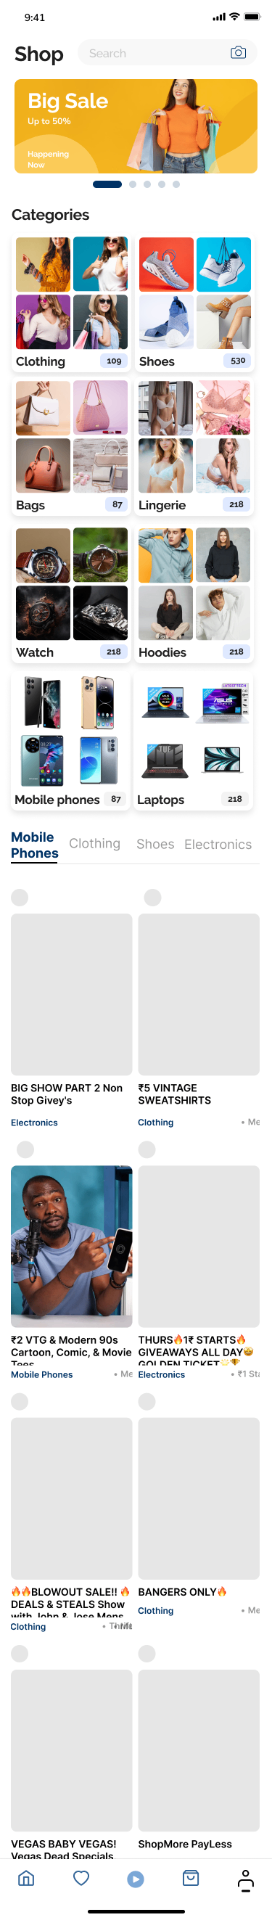 9:41
Shop
Search
Big Sale
Up to 50%
Happening
Now
Categories
Clothing 109
Shoes 530
Bags 87
Lingerie 218
Watch 218
Hoodies 218
Mobile phones 87
Laptops 218
Mobile
Phones
Clothing
Shoes
Electronics
BIG SHOW PART 2 Non
Stop Givey's
Electronics
₹5 VINTAGE
SWEATSHIRTS
Clothing • Me
₹2 VTG & Modern 90s
Cartoon, Comic, & Movie
Tees
Mobile Phones • Me
THURS🔥1₹ STARTS🔥
GIVEAWAYS ALL DAY🤩
GOLDEN TICKET
Electronics • ₹1 Sta
🔥🔥BLOWOUT SALE!! 🔥
DEALS & STEALS Show
with John & Jose Mens
Clothing
BANGERS ONLY🔥
Clothing • Me
VEGAS BABY VEGAS!
Vegas Dead Specials
ShopMore PayLess